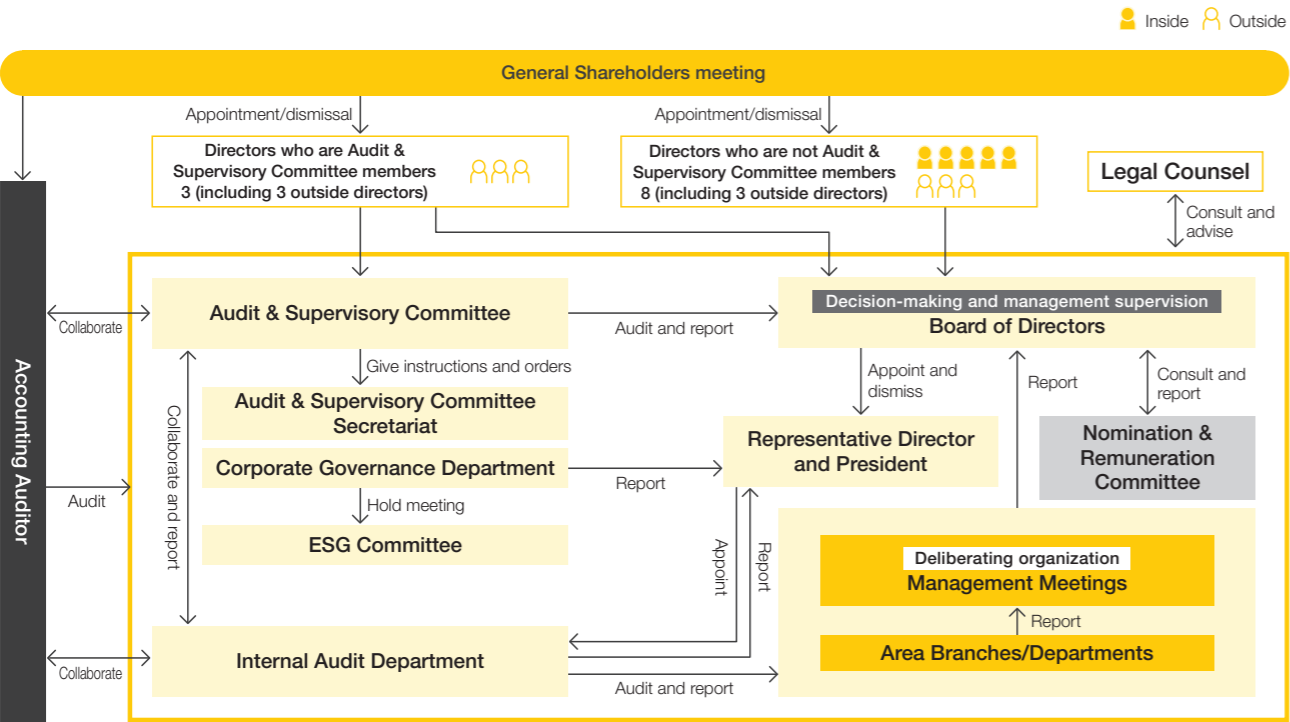 Inside
Outside
General Shareholders meeting
Appointment/dismissal
Appointment/dismissal
Directors who are Audit &
Supervisory Committee members
3 (including 3 outside directors)
Directors who are not Audit &
Supervisory Committee members
8 (including 3 outside directors)
Legal Counsel
Consult and
advise
Accounting Auditor
Collaborate
Audit & Supervisory Committee
Audit and report
Decision-making and management supervision
Board of Directors
Give instructions and orders
Audit & Supervisory Committee
Secretariat
Collaborate and report
Appoint and
dismiss
Report
Consult and
report
Representative Director
and President
Nomination &
Remuneration
Committee
Corporate Governance Department
Report
Audit
Hold meeting
ESG Committee
Appoint
Report
Deliberating organization
Management Meetings
Report
Area Branches/Departments
Collaborate
Internal Audit Department
Audit and report